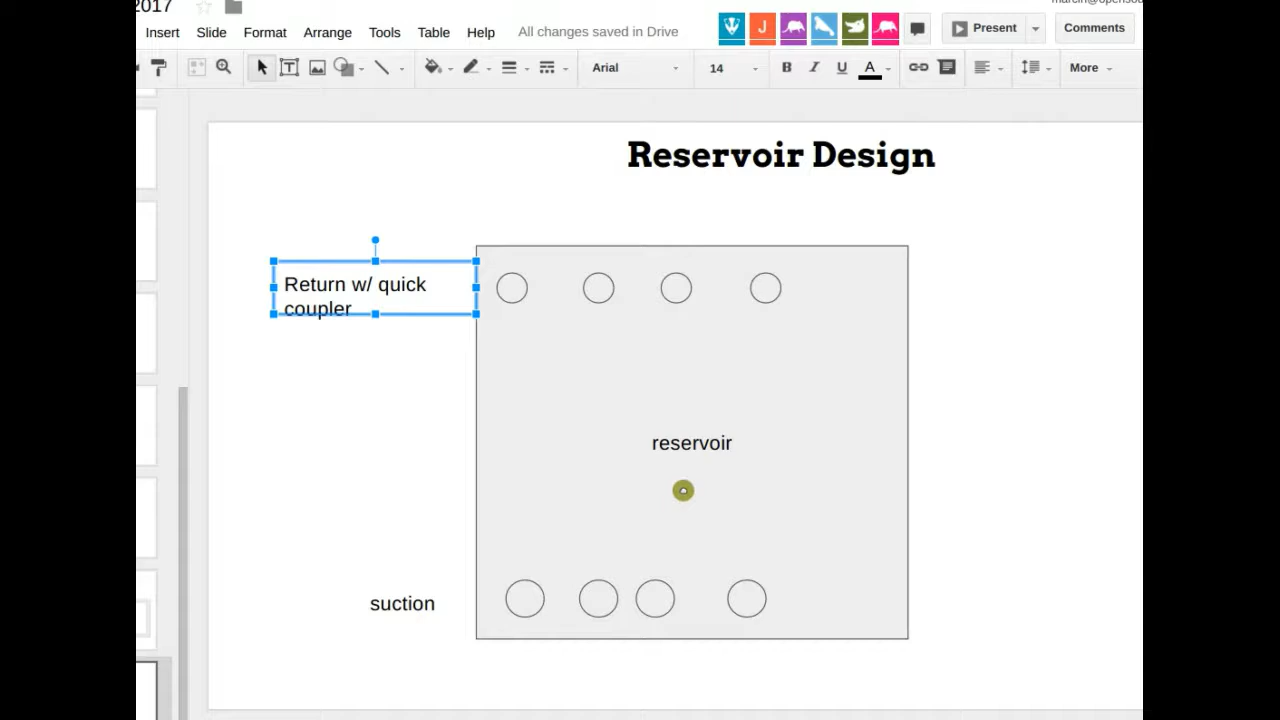 2017
Insert Slide Format Arrange Tools Table Help All changes saved in Drive J Present Comments
Arial 14 B I U A More
Reservoir Design
Return w/ quick
coupler
reservoir
suction